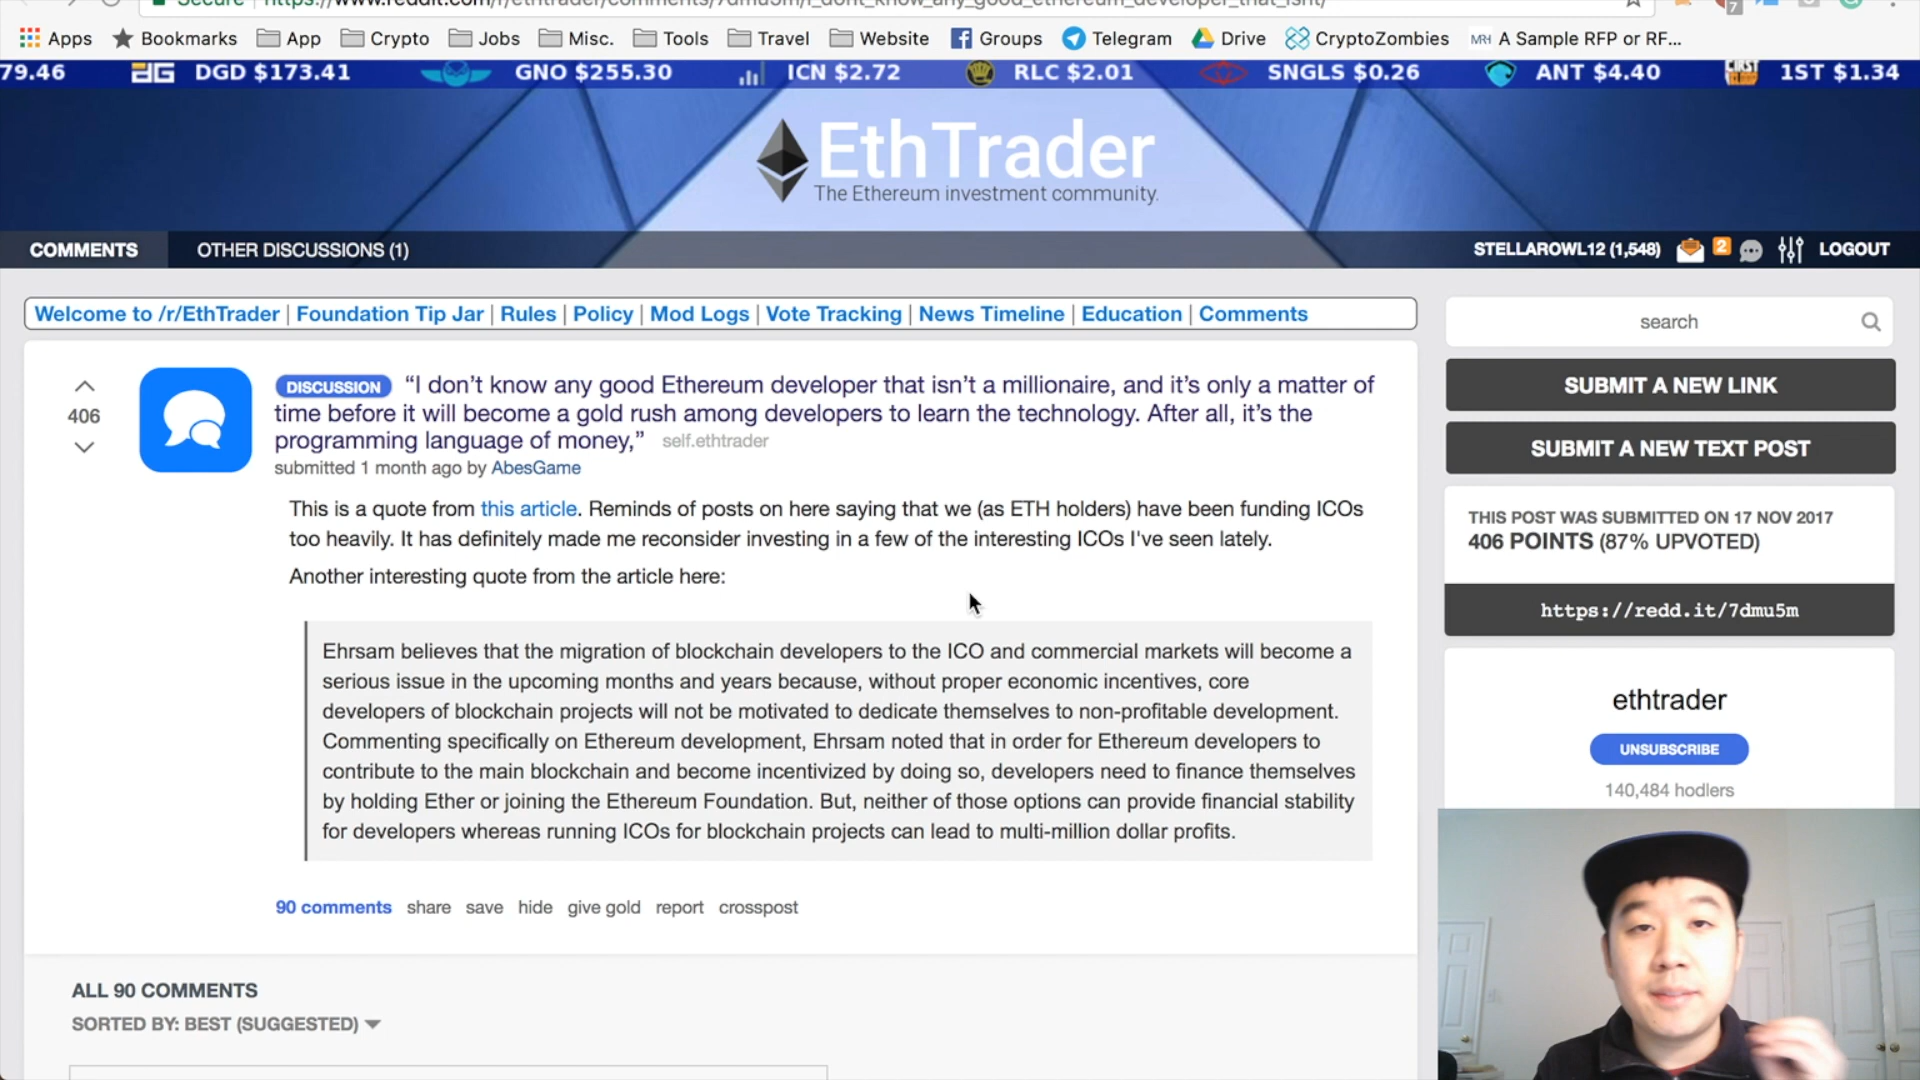 Secure https://www.reddit.com/r/ethtrader/comments/7dmu5m/i_dont_know_any_good_ethereum_developer_that_isnt/
7
Apps Bookmarks App Crypto Jobs Misc. Tools Travel Website Groups Telegram Drive CryptoZombies MRH A Sample RFP or RF...
79.46 DGD $173.41 GNO $255.30 ICN $2.72 RLC $2.01 SNGLS $0.26 ANT $4.40 1ST $1.34
EthTrader
The Ethereum investment community.
COMMENTS OTHER DISCUSSIONS (1) STELLAROWL12 (1,548) 2 LOGOUT
Welcome to /r/EthTrader | Foundation Tip Jar | Rules | Policy | Mod Logs | Vote Tracking | News Timeline | Education | Comments
406
DISCUSSION “I don’t know any good Ethereum developer that isn’t a millionaire, and it’s only a matter of
time before it will become a gold rush among developers to learn the technology. After all, it’s the
programming language of money,” self.ethtrader
submitted 1 month ago by AbesGame
This is a quote from this article. Reminds of posts on here saying that we (as ETH holders) have been funding ICOs
too heavily. It has definitely made me reconsider investing in a few of the interesting ICOs I've seen lately.
Another interesting quote from the article here:
Ehrsam believes that the migration of blockchain developers to the ICO and commercial markets will become a
serious issue in the upcoming months and years because, without proper economic incentives, core
developers of blockchain projects will not be motivated to dedicate themselves to non-profitable development.
Commenting specifically on Ethereum development, Ehrsam noted that in order for Ethereum developers to
contribute to the main blockchain and become incentivized by doing so, developers need to finance themselves
by holding Ether or joining the Ethereum Foundation. But, neither of those options can provide financial stability
for developers whereas running ICOs for blockchain projects can lead to multi-million dollar profits.
90 comments share save hide give gold report crosspost
ALL 90 COMMENTS
SORTED BY: BEST (SUGGESTED)
search
SUBMIT A NEW LINK
SUBMIT A NEW TEXT POST
THIS POST WAS SUBMITTED ON 17 NOV 2017
406 POINTS (87% UPVOTED)
https://redd.it/7dmu5m
ethtrader
UNSUBSCRIBE
140,484 hodlers